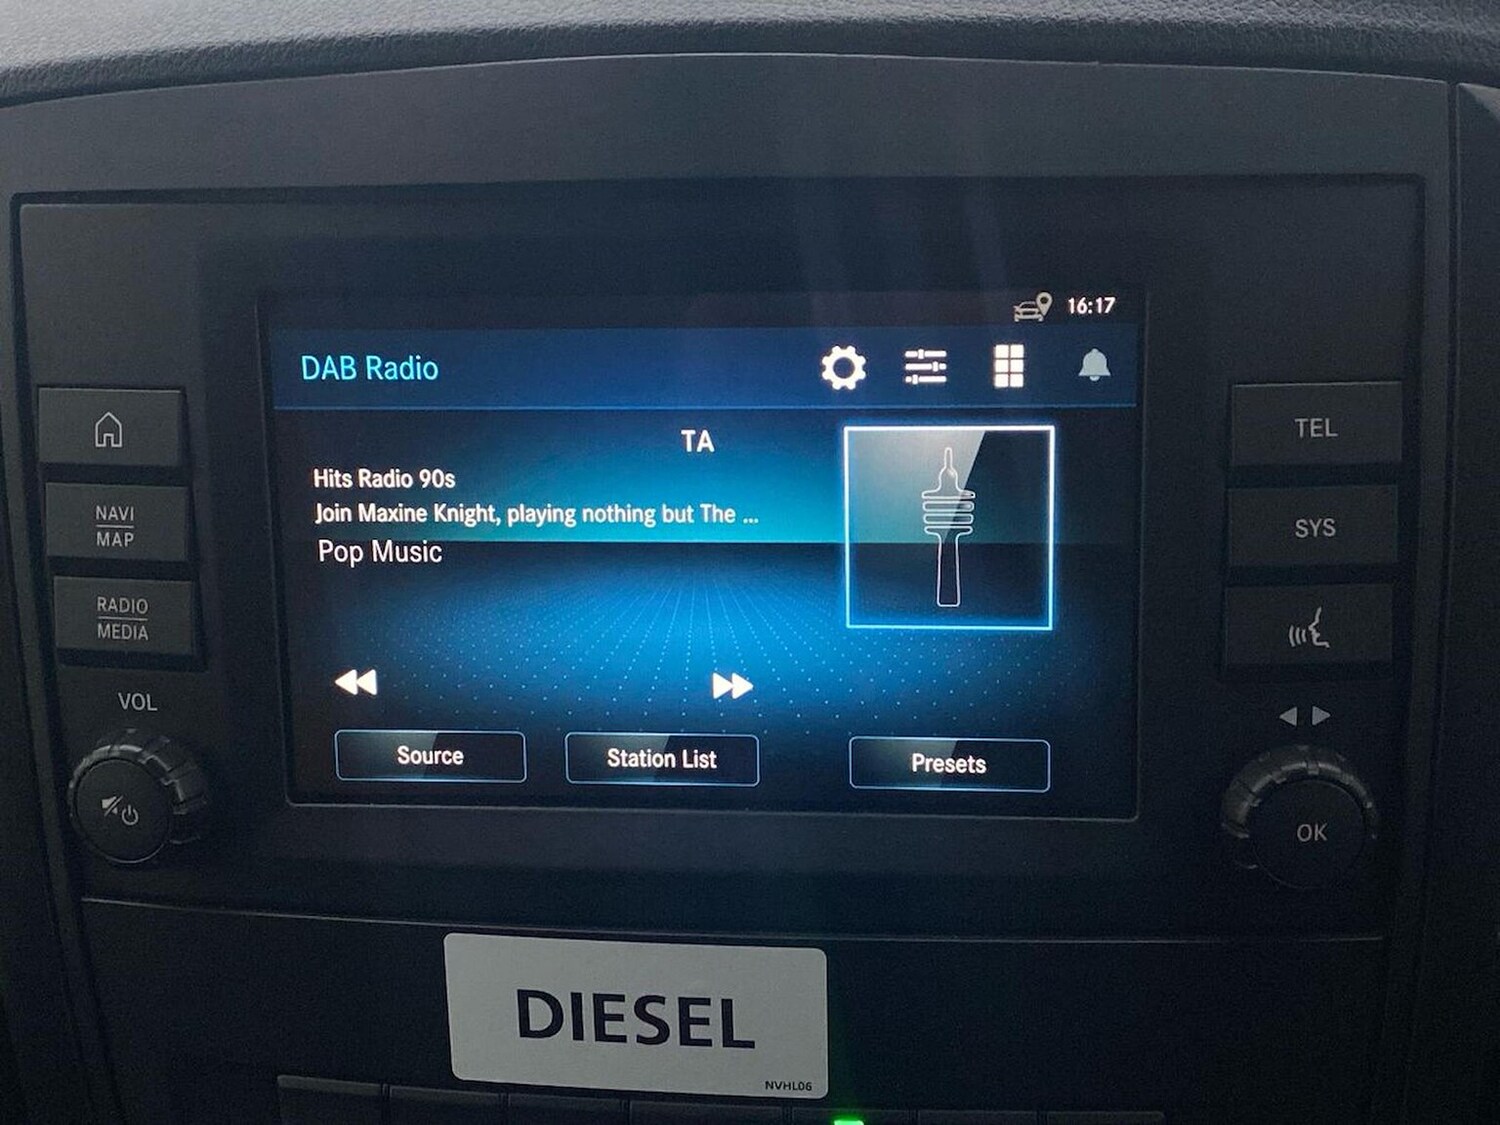 16:17
DAB Radio
TA
Hits Radio 90s
Join Maxine Knight, playing nothing but The ...
Pop Music
Source
Station List
Presets
NAVI
MAP
RADIO
MEDIA
VOL
TEL
SYS
OK
DIESEL
NVHL06